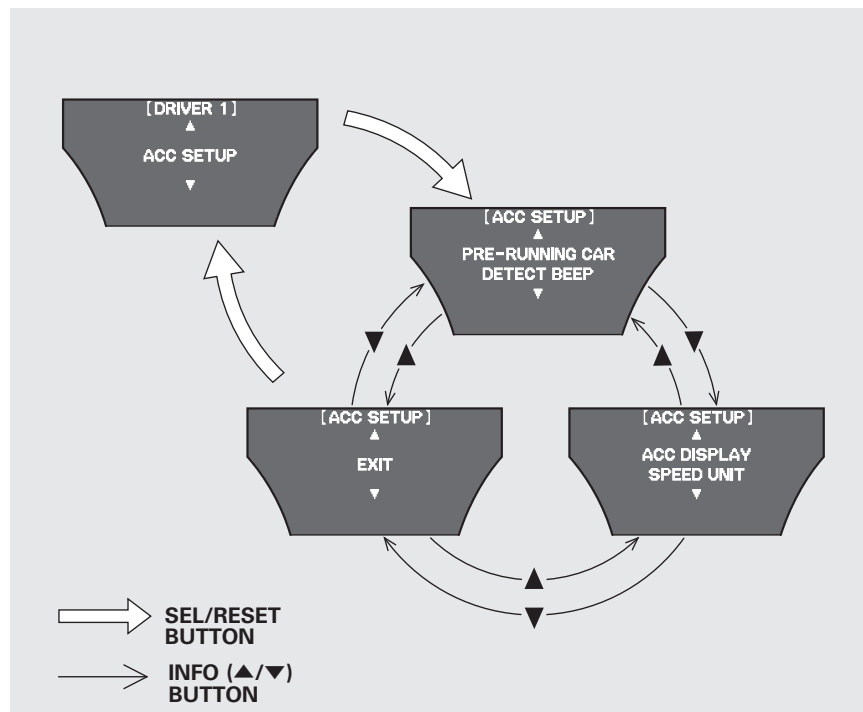 [DRIVER 1]
▲
ACC SETUP
▼
[ACC SETUP]
▲
PRE-RUNNING CAR
DETECT BEEP
▼
▼
▲
▲
▼
[ACC SETUP]
▲
EXIT
▼
[ACC SETUP]
▲
ACC DISPLAY
SPEED UNIT
▼
▲
▼
SEL/RESET
BUTTON
INFO (▲/▼)
BUTTON